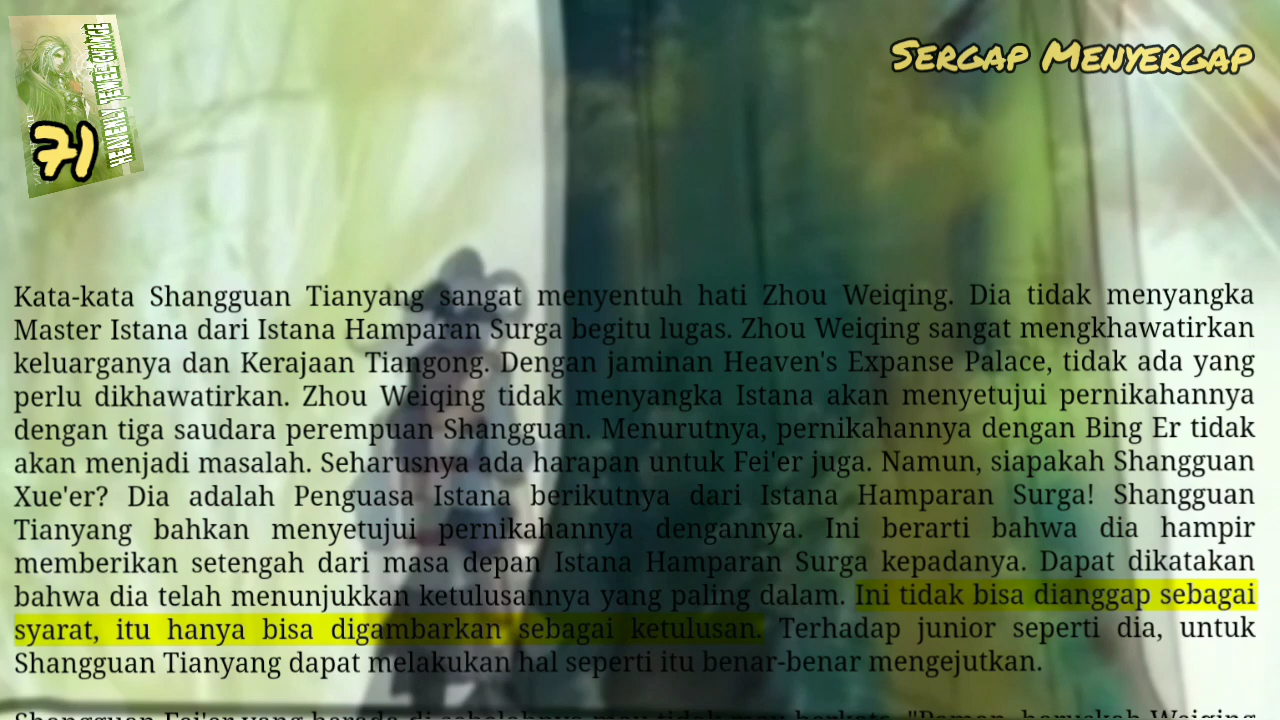 HEAVENLY JEWEL CHANGE
71
Sergap Menyergap
Kata-kata Shangguan Tianyang sangat menyentuh hati Zhou Weiqing. Dia tidak menyangka
Master Istana dari Istana Hamparan Surga begitu lugas. Zhou Weiqing sangat mengkhawatirkan
keluarganya dan Kerajaan Tiangong. Dengan jaminan Heaven's Expanse Palace, tidak ada yang
perlu dikhawatirkan. Zhou Weiqing tidak menyangka Istana akan menyetujui pernikahannya
dengan tiga saudara perempuan Shangguan. Menurutnya, pernikahannya dengan Bing Er tidak
akan menjadi masalah. Seharusnya ada harapan untuk Fei'er juga. Namun, siapakah Shangguan
Xue'er? Dia adalah Penguasa Istana berikutnya dari Istana Hamparan Surga! Shangguan
Tianyang bahkan menyetujui pernikahannya dengannya. Ini berarti bahwa dia hampir
memberikan setengah dari masa depan Istana Hamparan Surga kepadanya. Dapat dikatakan
bahwa dia telah menunjukkan ketulusannya yang paling dalam. Ini tidak bisa dianggap sebagai
syarat, itu hanya bisa digambarkan sebagai ketulusan. Terhadap junior seperti dia, untuk
Shangguan Tianyang dapat melakukan hal seperti itu benar-benar mengejutkan.